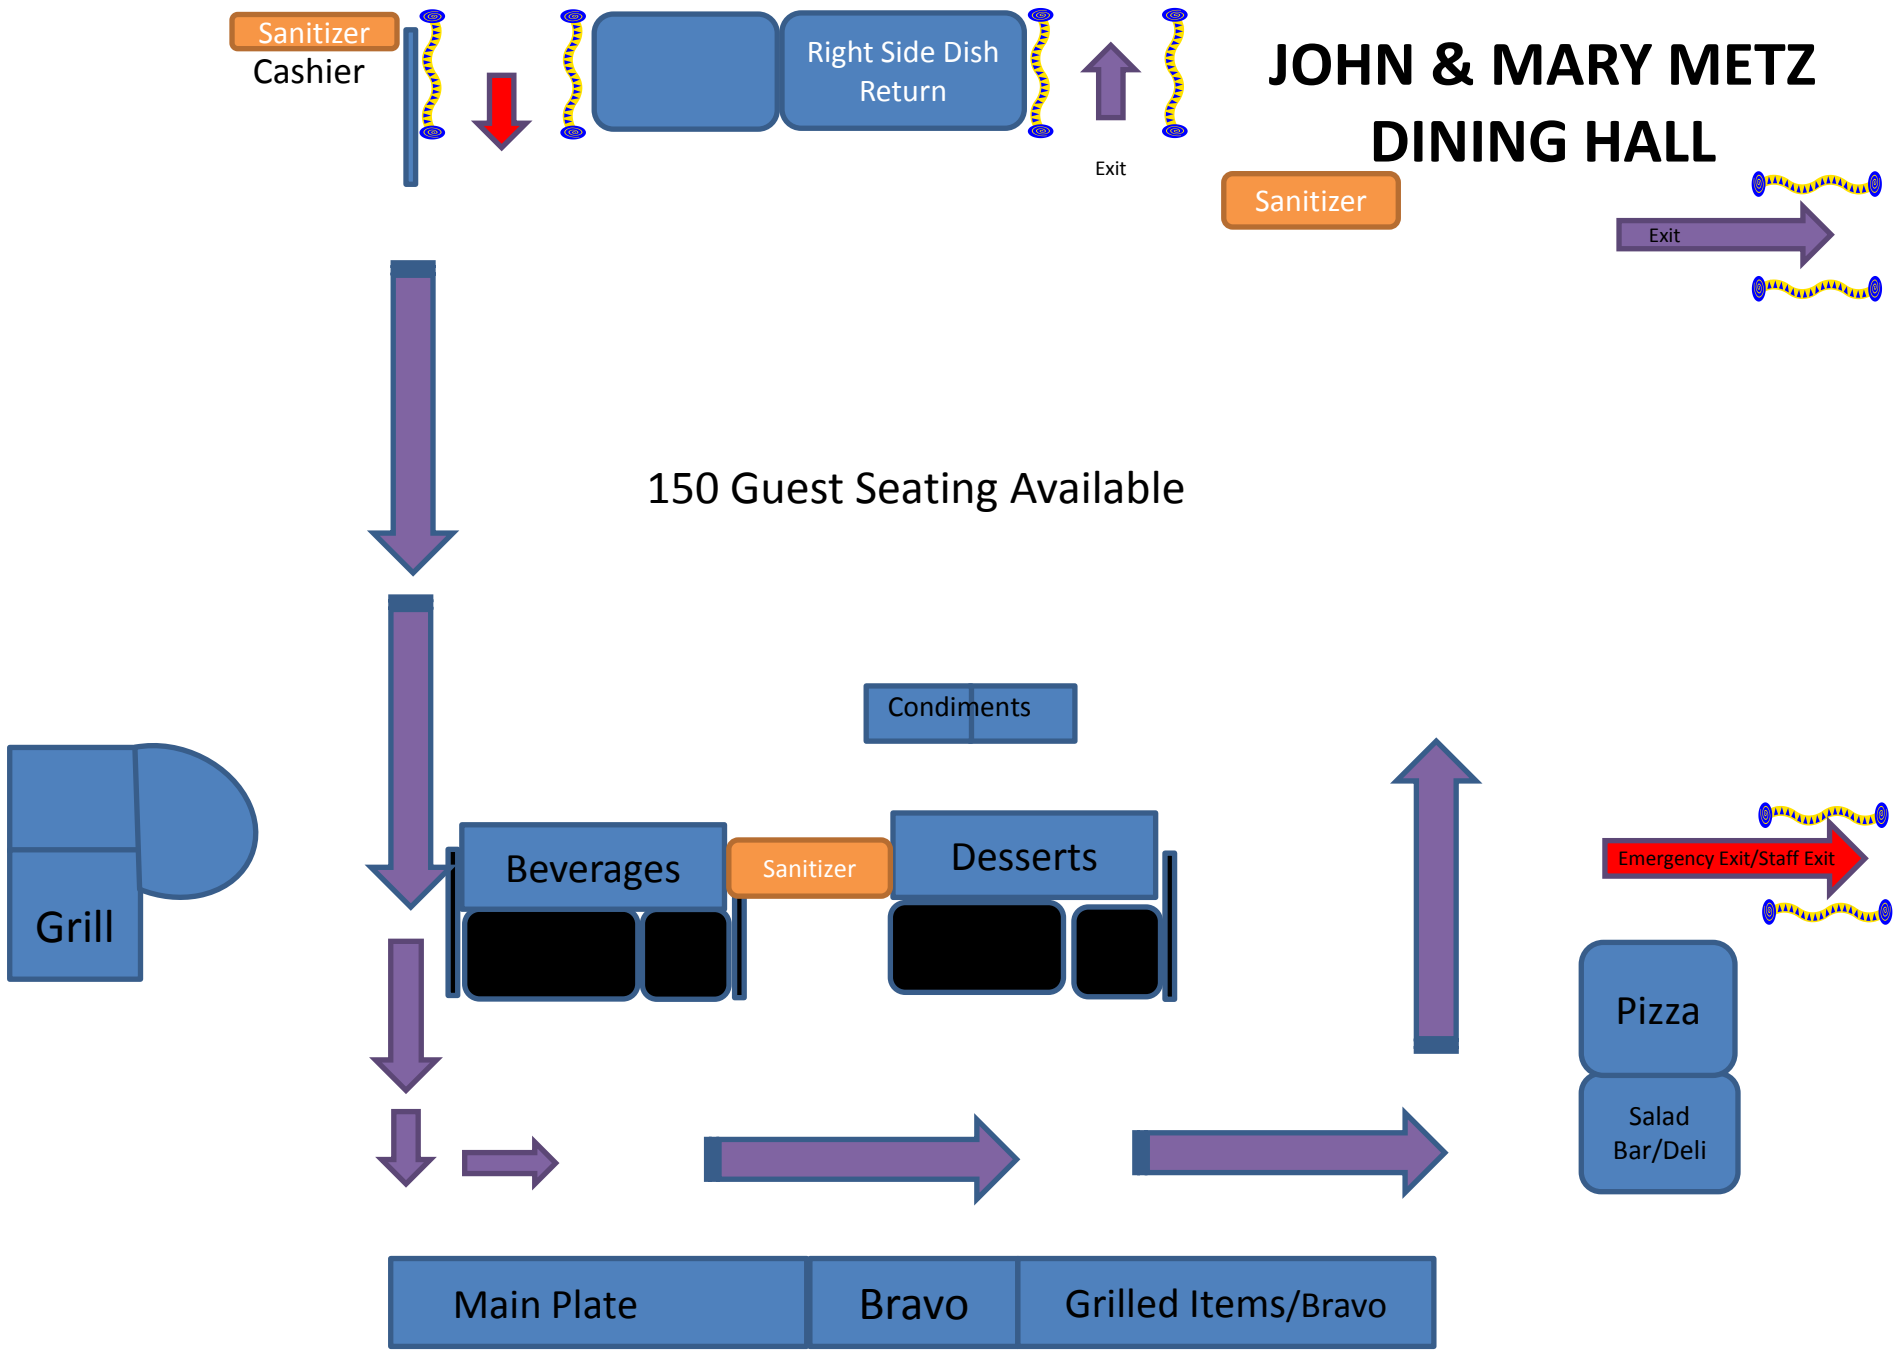 Sanitizer
Cashier
Right Side Dish
Return
Exit
JOHN & MARY METZ
DINING HALL
Sanitizer
Exit
150 Guest Seating Available
Condiments
Beverages
Sanitizer
Desserts
Emergency Exit/Staff Exit
Grill
Pizza
Salad
Bar/Deli
Main Plate
Bravo
Grilled Items/Bravo